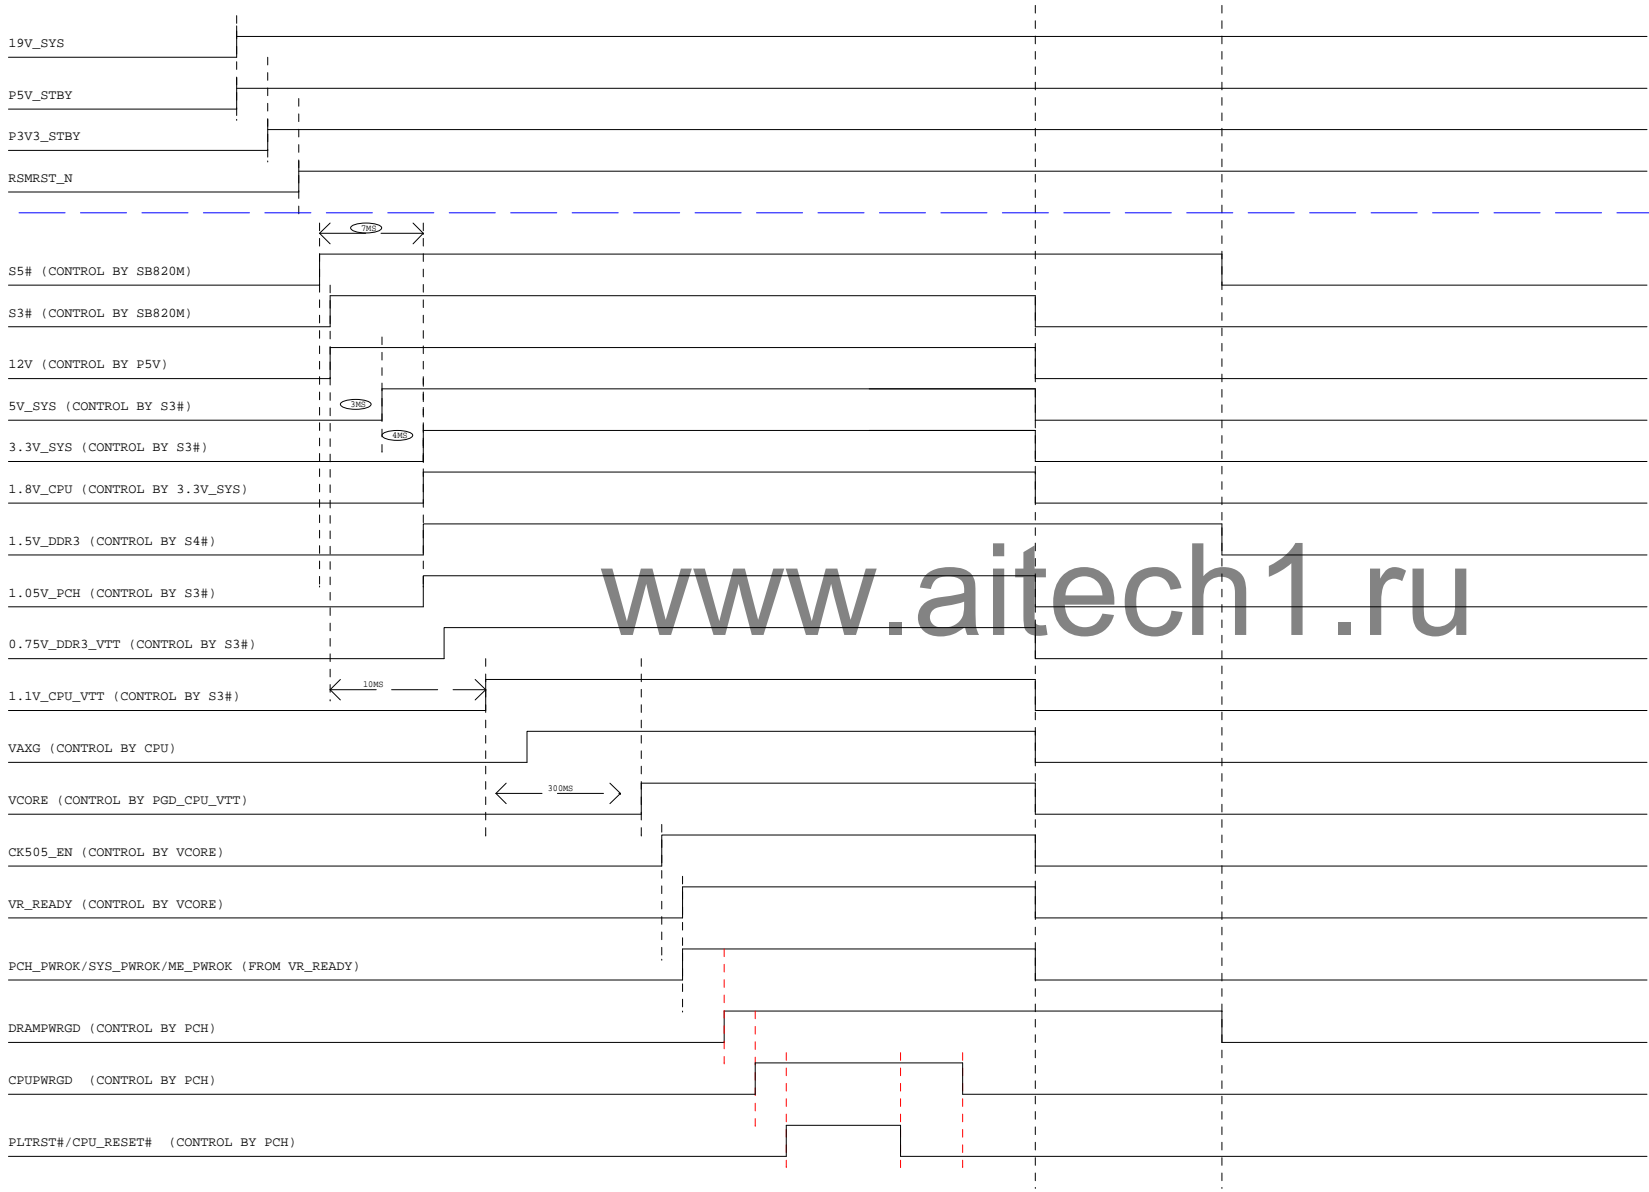 19V_SYS
P5V_STBY
P3V3_STBY
RSMRST_N
7MS
S5# (CONTROL BY SB820M)
S3# (CONTROL BY SB820M)
12V (CONTROL BY P5V)
5V_SYS (CONTROL BY S3#)
3MS
4MS
3.3V_SYS (CONTROL BY S3#)
1.8V_CPU (CONTROL BY 3.3V_SYS)
1.5V_DDR3 (CONTROL BY S4#)
www.aitech1.ru
1.05V_PCH (CONTROL BY S3#)
0.75V_DDR3_VTT (CONTROL BY S3#)
10MS
1.1V_CPU_VTT (CONTROL BY S3#)
VAXG (CONTROL BY CPU)
300MS
VCORE (CONTROL BY PGD_CPU_VTT)
CK505_EN (CONTROL BY VCORE)
VR_READY (CONTROL BY VCORE)
PCH_PWROK/SYS_PWROK/ME_PWROK (FROM VR_READY)
DRAMPWRGD (CONTROL BY PCH)
CPUPWRGD (CONTROL BY PCH)
PLTRST#/CPU_RESET# (CONTROL BY PCH)